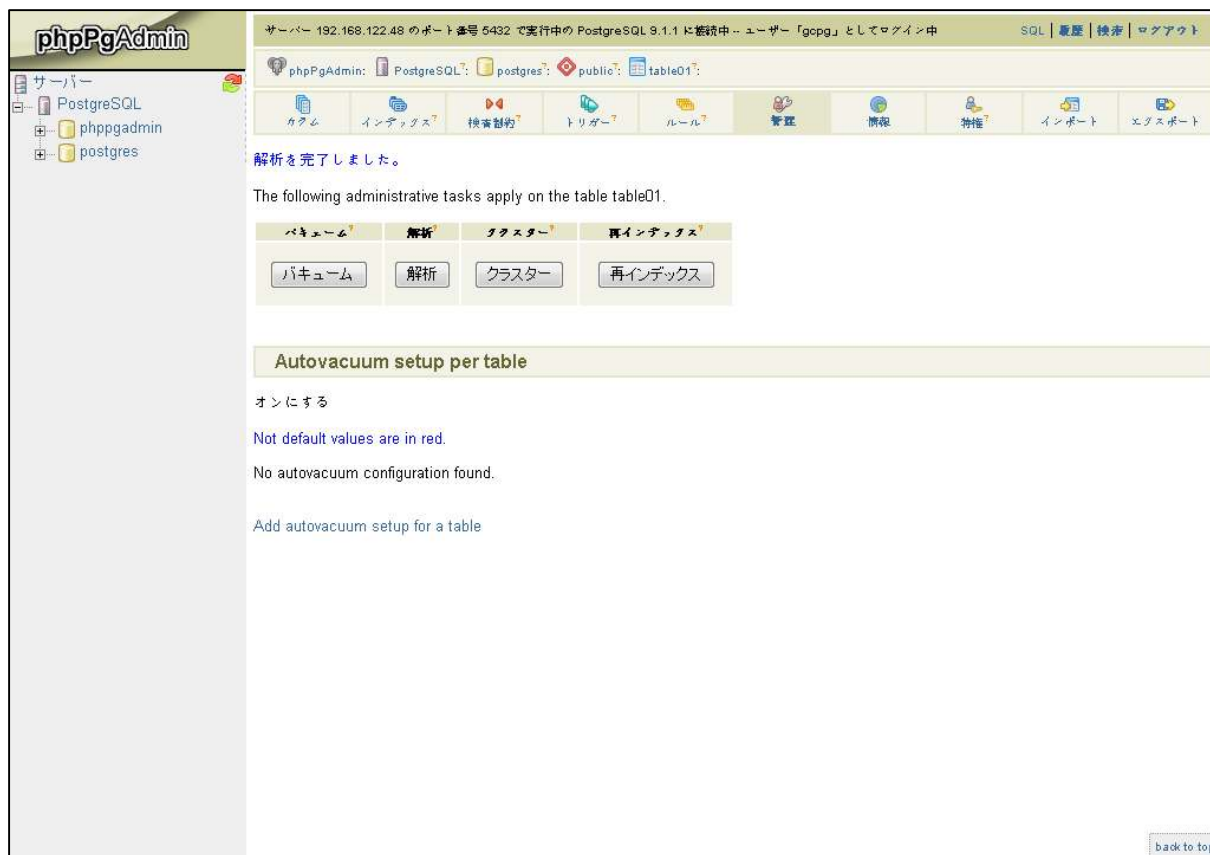 phpPgAdmin
サーバー
PostgreSQL
phppgadmin
postgres
サーバー 192.168.122.48 のポート番号 5432 で実行中の PostgreSQL 9.1.1 に接続中 -- ユーザー「gcpg」としてログイン中
SQL | 履歴 | 検索 | ログアウト
phpPgAdmin: PostgreSQL?: postgres?: public?: table01?:
カラム インデックス? 検査制約? トリガー? ルール? 管理 情報 特権? インポート エクスポート
解析を完了しました。
The following administrative tasks apply on the table table01.
バキューム? 解析? クラスター? 再インデックス?
バキューム 解析 クラスター 再インデックス
Autovacuum setup per table
オンにする
Not default values are in red.
No autovacuum configuration found.
Add autovacuum setup for a table
back to top